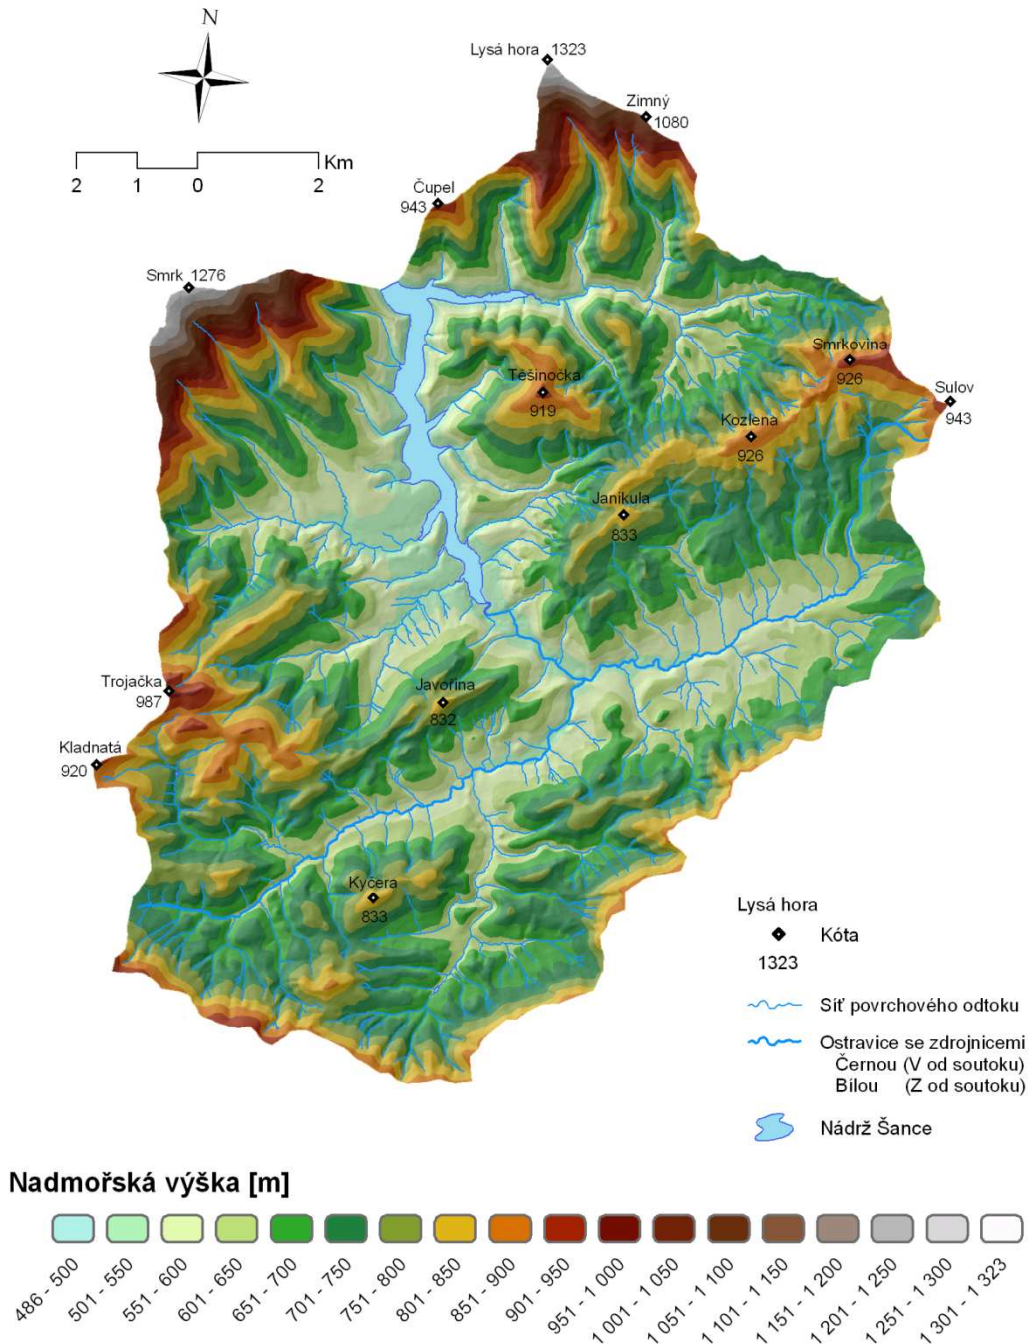 N
Lysá hora 1323
Zimný
1080
Km
2 1 0 2
Čupel
943
Smrk 1276
Smrkovina
926
Těšinočka
919
Sulov
943
Kozlena
926
Janikula
833
Trojačka
987
Javořina
832
Kladnatá
920
Kyčera
833
Lysá hora
Kóta
1323
Síť povrchového odtoku
Ostravice se zdrojnicemi
Černou (V od soutoku)
Bílou (Z od soutoku)
Nádrž Šance
Nadmořská výška [m]
486 - 500
501 - 550
551 - 600
601 - 650
651 - 700
701 - 750
751 - 800
801 - 850
851 - 900
901 - 950
951 - 1 000
1 001 - 1 050
1 051 - 1 100
1 101 - 1 150
1 151 - 1 200
1 201 - 1 250
1 251 - 1 300
1 301 - 1 323